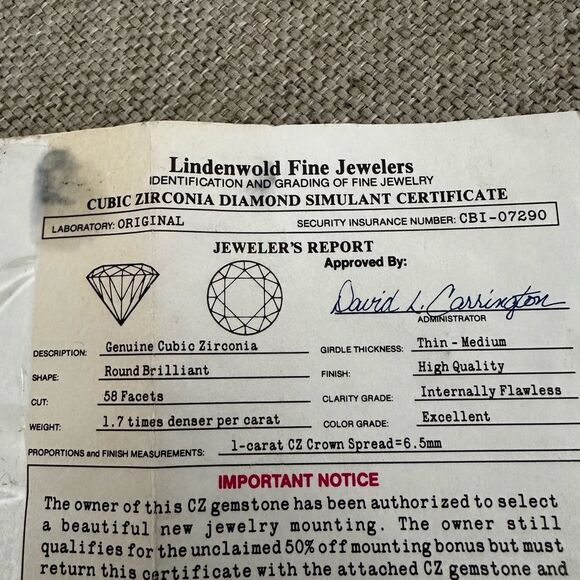 Lindenwold Fine Jewelers
IDENTIFICATION AND GRADING OF FINE JEWELRY
CUBIC ZIRCONIA DIAMOND SIMULANT CERTIFICATE
LABORATORY: ORIGINAL SECURITY INSURANCE NUMBER: CBI-07290
JEWELER'S REPORT
Approved By:
David L. Carrington
ADMINISTRATOR
DESCRIPTION: Genuine Cubic Zirconia GIRDLE THICKNESS: Thin - Medium
SHAPE: Round Brilliant FINISH: High Quality
CUT: 58 Facets CLARITY GRADE: Internally Flawless
WEIGHT: 1.7 times denser per carat COLOR GRADE: Excellent
PROPORTIONS and FINISH MEASUREMENTS: 1-carat CZ Crown Spread=6.5mm
IMPORTANT NOTICE
The owner of this CZ gemstone has been authorized to select
a beautiful new jewelry mounting. The owner still
qualifies for the unclaimed 50% off mounting bonus but must
return this certificate with the attached CZ gemstone and